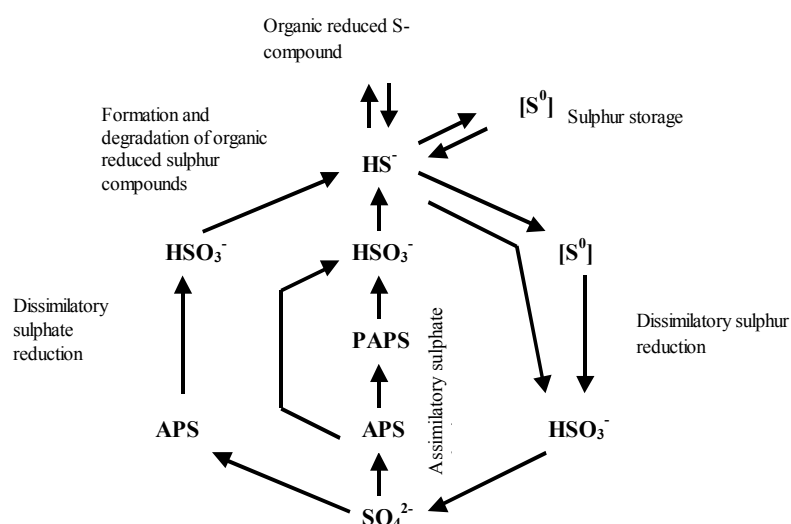 Organic reduced S-
compound
[S⁰]
Sulphur storage
Formation and
degradation of organic
reduced sulphur
compounds
HS⁻
HSO₃⁻
HSO₃⁻
[S⁰]
Dissimilatory
sulphate
reduction
PAPS
Assimilatory sulphate
Dissimilatory sulphur
reduction
APS
APS
HSO₃⁻
SO₄²⁻